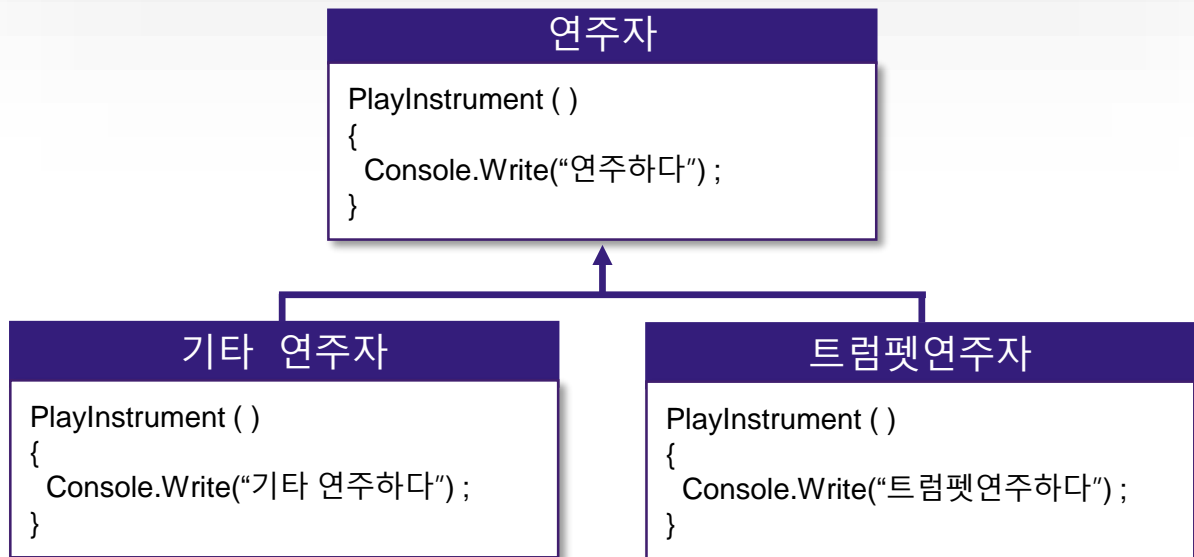 연주자
PlayInstrument ( )
{
Console.Write(“연주하다”) ;
}
기타 연주자
PlayInstrument ( )
{
Console.Write(“기타 연주하다”) ;
}
트럼펫연주자
PlayInstrument ( )
{
Console.Write(“트럼펫연주하다”) ;
}